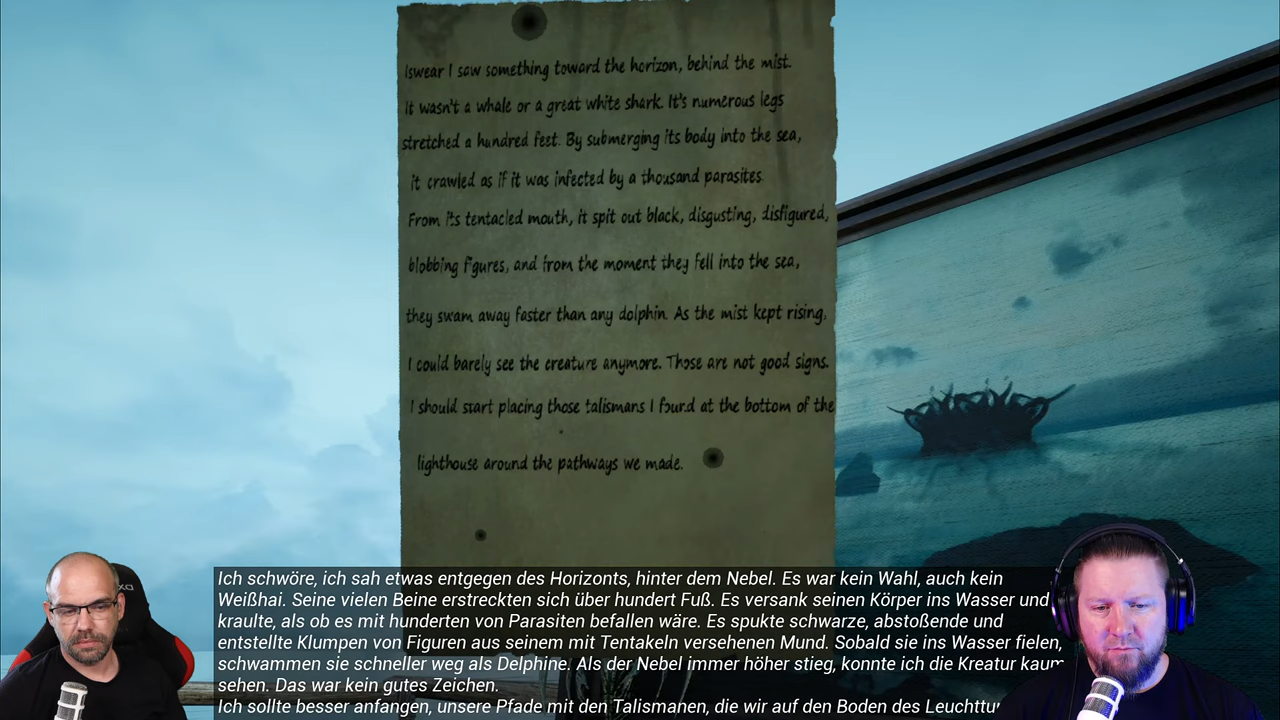 Iswear I saw something toward the horizon, behind the mist.
It wasn't a whale or a great white shark. It's numerous legs
stretched a hundred feet. By submerging its body into the sea,
it crawled as if it was infected by a thousand parasites
From its tentacled mouth, it spit out black, disgusting, disfigured,
blobbing figures, and from the moment they fell into the sea,
they swam away faster than any dolphin. As the mist kept rising,
I could barely see the creature anymore. Those are not good signs.
I should start placing those talismans I found at the bottom of the
lighthouse around the pathways we made.
Ich schwöre, ich sah etwas entgegen des Horizonts, hinter dem Nebel. Es war kein Wahl, auch kein
Weißhai. Seine vielen Beine erstreckten sich über hundert Fuß. Es versank seinen Körper ins Wasser und
kraulte, als ob es mit hunderten von Parasiten befallen wäre. Es spukte schwarze, abstoßende und
entstellte Klumpen von Figuren aus seinem mit Tentakeln versehenen Mund. Sobald sie ins Wasser fielen,
schwammen sie schneller weg als Delphine. Als der Nebel immer höher stieg, konnte ich die Kreatur kaum
sehen. Das war kein gutes Zeichen.
Ich sollte besser anfangen, unsere Pfade mit den Talismanen, die wir auf den Boden des Leuchttu